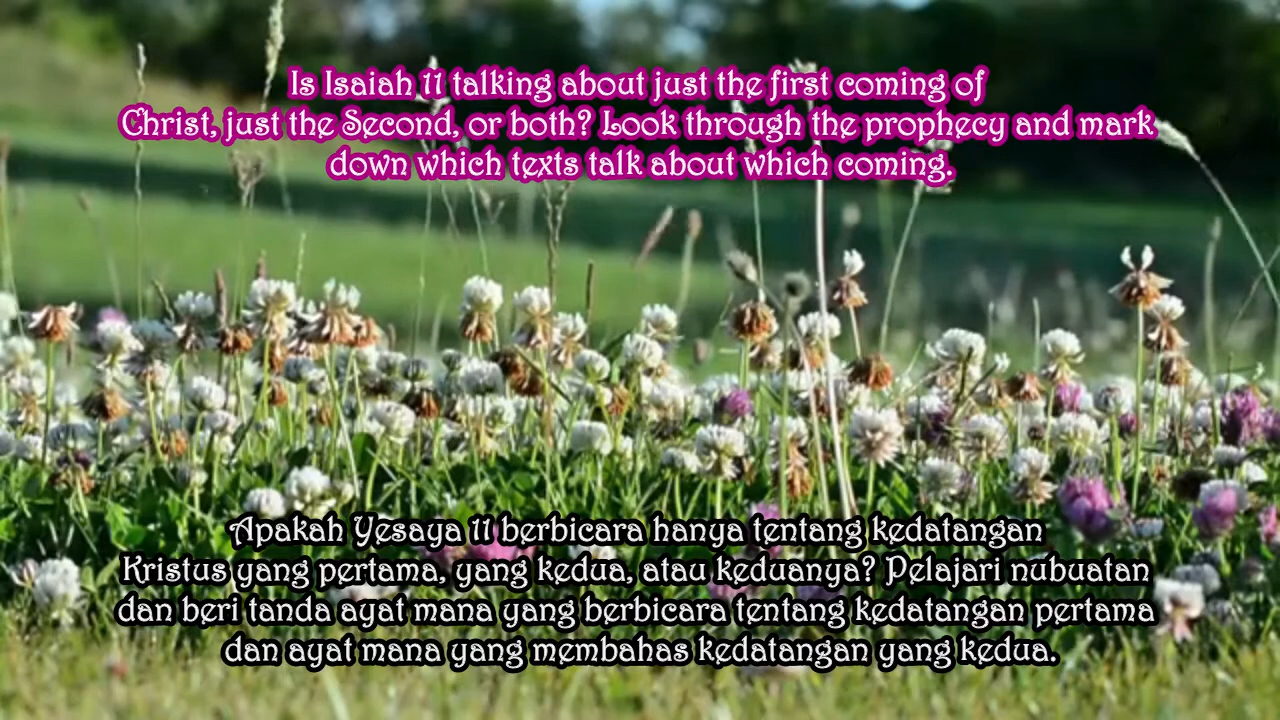 Is Isaiah 11 talking about just the first coming of
Christ, just the Second, or both? Look through the prophecy and mark
down which texts talk about which coming.
Apakah Yesaya 11 berbicara hanya tentang kedatangan
Kristus yang pertama, yang kedua, atau keduanya? Pelajari nubuatan
dan beri tanda ayat mana yang berbicara tentang kedatangan pertama
dan ayat mana yang membahas kedatangan yang kedua.